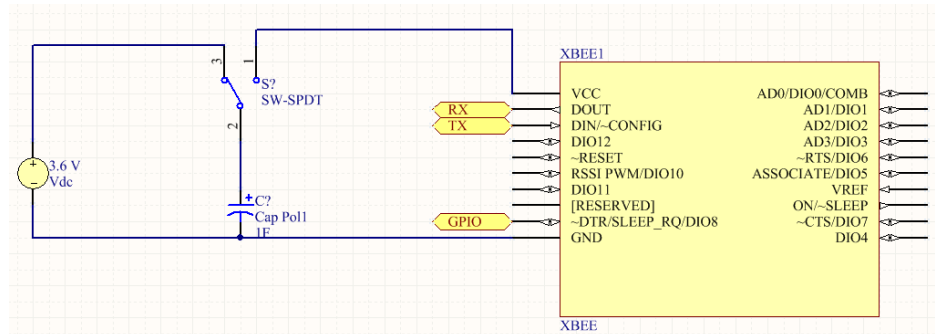 XBEE1
3
1
S?
SW-SPDT
2
3.6 V
Vdc
C?
Cap Pol1
1F
RX
TX
GPIO
VCC
DOUT
DIN/~CONFIG
DIO12
~RESET
RSSI PWM/DIO10
DIO11
[RESERVED]
~DTR/SLEEP_RQ/DIO8
GND
AD0/DIO0/COMB
AD1/DIO1
AD2/DIO2
AD3/DIO3
~RTS/DIO6
ASSOCIATE/DIO5
VREF
ON/~SLEEP
~CTS/DIO7
DIO4
XBEE